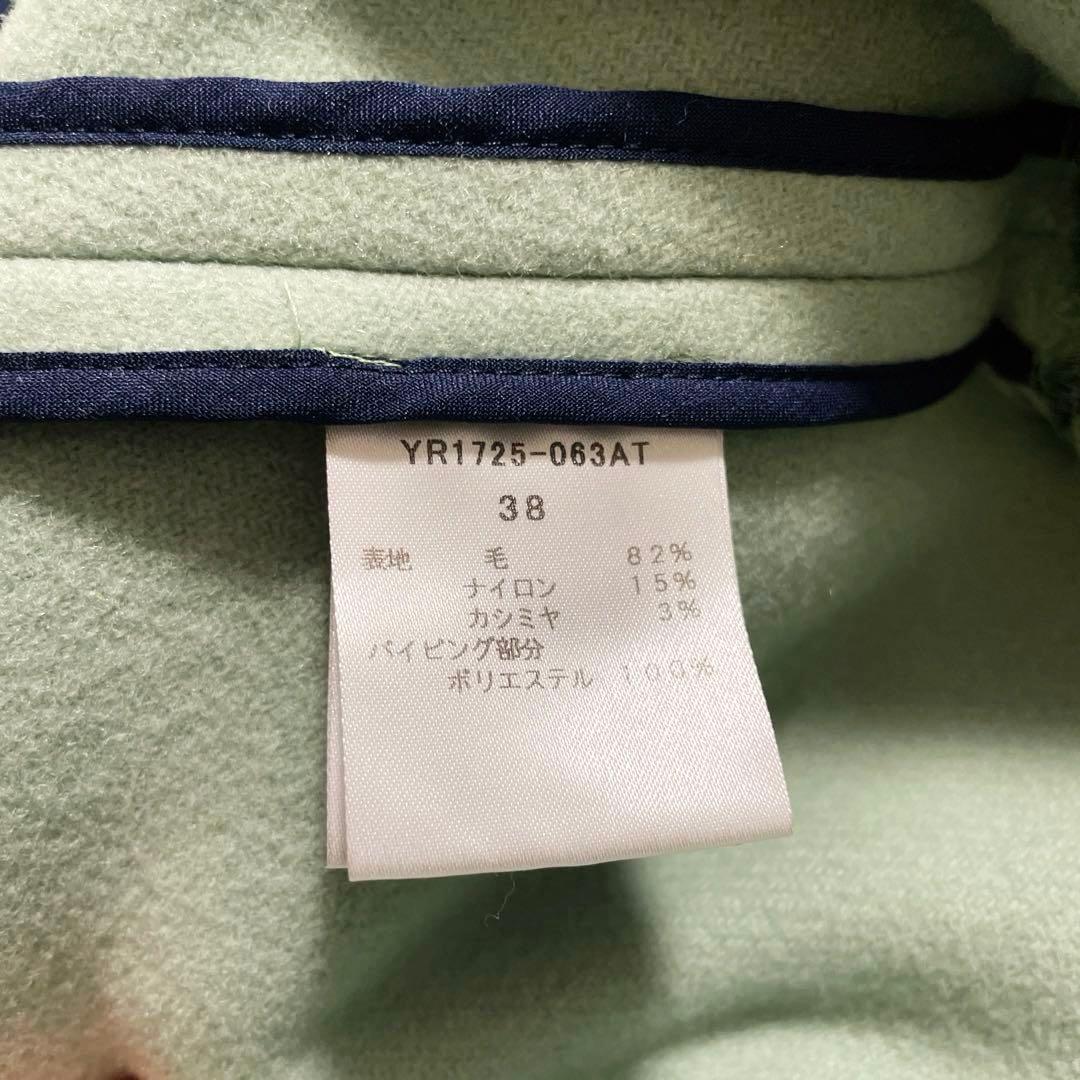 YR1725-063AT
38
表地 毛 82%
ナイロン 15%
カシミヤ 3%
パイピング部分
ポリエステル 100%